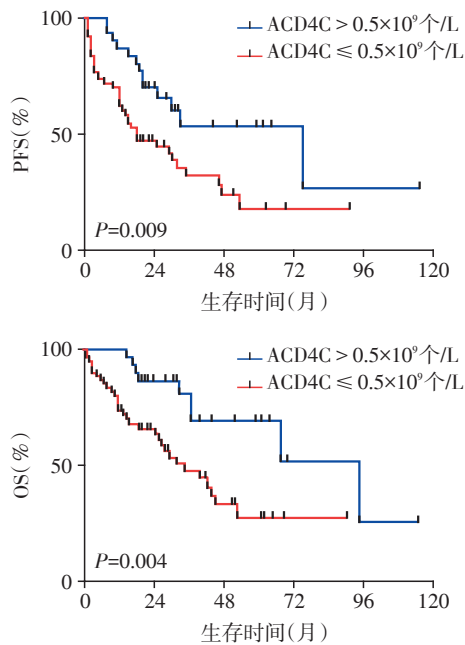 ACD4C > 0.5×10⁹个/L
ACD4C ≤ 0.5×10⁹个/L
100
50
0
PFS(%)
P=0.009
0 24 48 72 96 120
生存时间(月)
ACD4C > 0.5×10⁹个/L
ACD4C ≤ 0.5×10⁹个/L
100
50
0
OS(%)
P=0.004
0 24 48 72 96 120
生存时间(月)